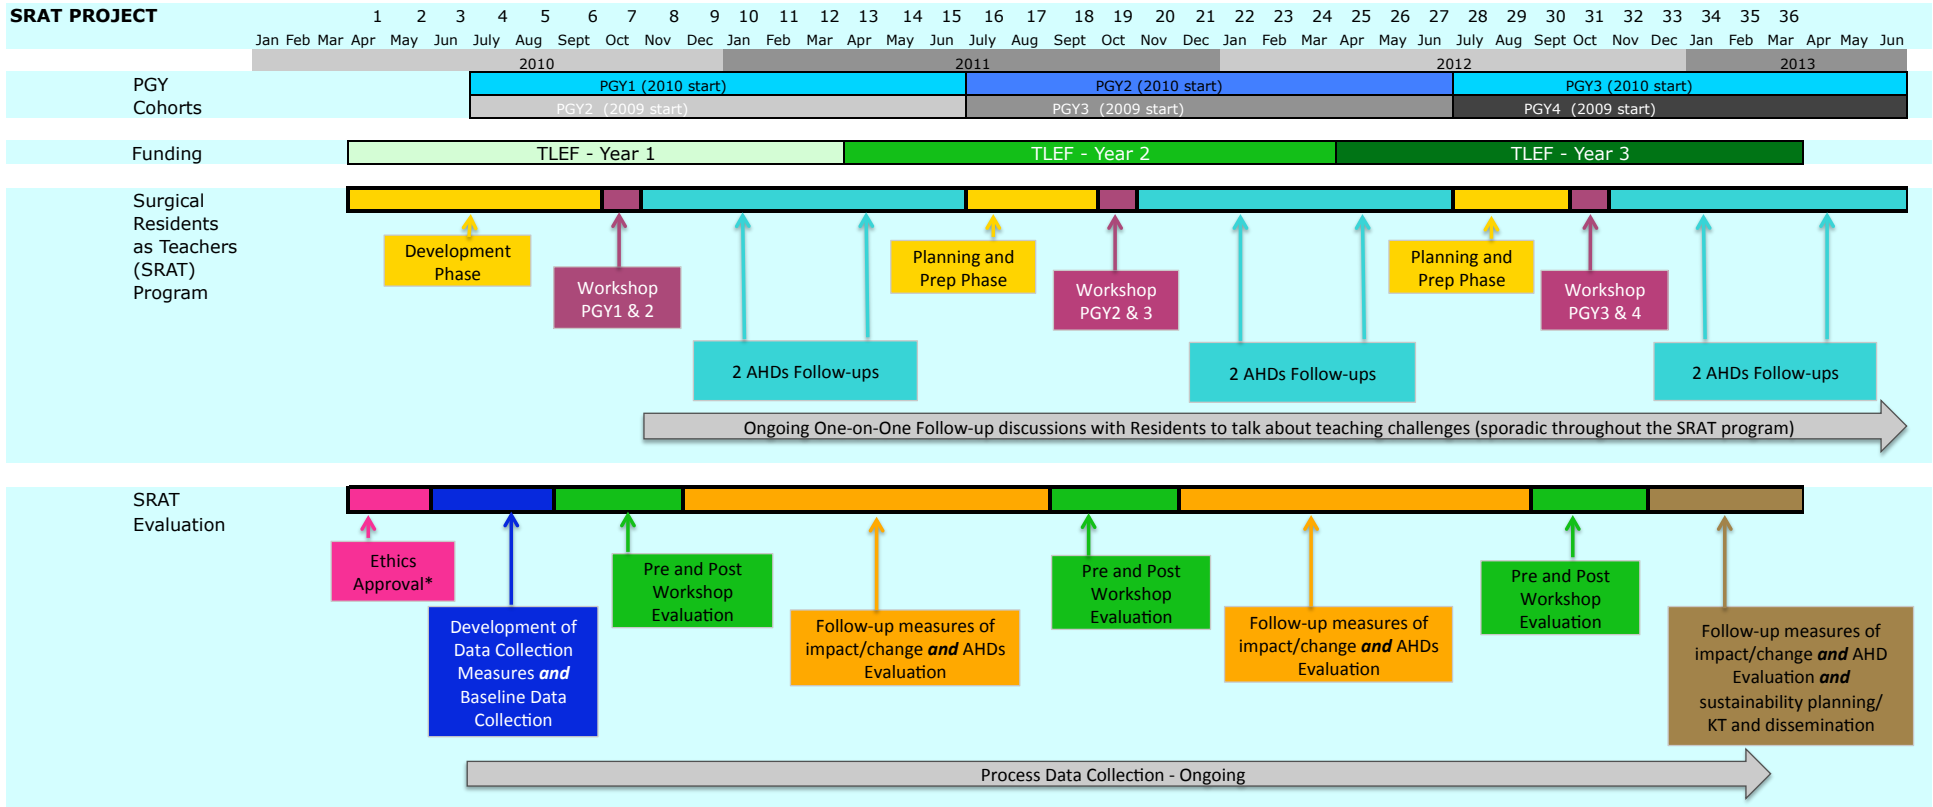 SRAT PROJECT 1 2 3 4 5 6 7 8 9 10 11 12 13 14 15 16 17 18 19 20 21 22 23 24 25 26 27 28 29 30 31 32 33 34 35 36
Jan Feb Mar Apr May Jun July Aug Sept Oct Nov Dec Jan Feb Mar Apr May Jun July Aug Sept Oct Nov Dec Jan Feb Mar Apr May Jun July Aug Sept Oct Nov Dec Jan Feb Mar Apr May Jun
2010 2011 2012 2013
PGY PGY1 (2010 start) PGY2 (2010 start) PGY3 (2010 start)
Cohorts PGY2 (2009 start) PGY3 (2009 start) PGY4 (2009 start)
Funding TLEF - Year 1 TLEF - Year 2 TLEF - Year 3
Surgical
Residents
as Teachers
(SRAT)
Program
Development
Phase
Workshop
PGY1 & 2
2 AHDs Follow-ups
Planning and
Prep Phase
Workshop
PGY2 & 3
2 AHDs Follow-ups
Planning and
Prep Phase
Workshop
PGY3 & 4
2 AHDs Follow-ups
Ongoing One-on-One Follow-up discussions with Residents to talk about teaching challenges (sporadic throughout the SRAT program)
SRAT
Evaluation
Ethics
Approval*
Development of
Data Collection
Measures and
Baseline Data
Collection
Pre and Post
Workshop
Evaluation
Follow-up measures of
impact/change and AHDs
Evaluation
Pre and Post
Workshop
Evaluation
Follow-up measures of
impact/change and AHDs
Evaluation
Pre and Post
Workshop
Evaluation
Follow-up measures of
impact/change and AHD
Evaluation and
sustainability planning/
KT and dissemination
Process Data Collection - Ongoing